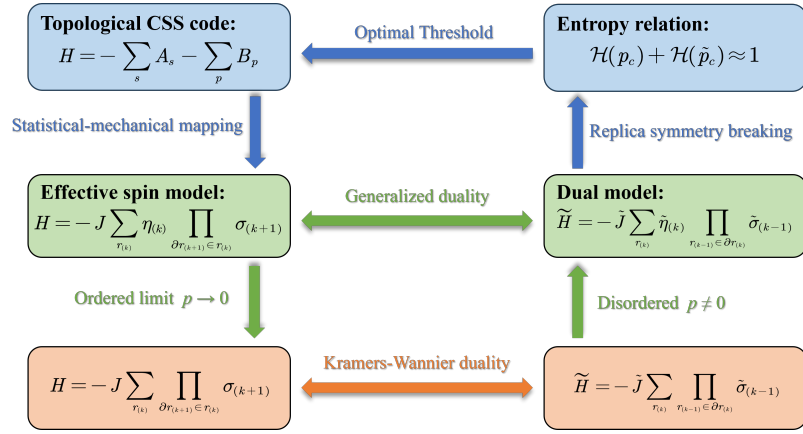 Topological CSS code:
H = − ∑_s A_s − ∑_p B_p
Optimal Threshold
Entropy relation:
ℋ(p_c) + ℋ(p̃_c) ≈ 1
Statistical-mechanical mapping
Replica symmetry breaking
Effective spin model:
H = − J ∑_{r_(k)} η_(k) ∏_{∂r_(k+1) ∈ r_(k)} σ_(k+1)
Generalized duality
Dual model:
H̃ = − J̃ ∑_{r_(k)} η̃_(k) ∏_{r_(k−1) ∈ ∂r_(k)} σ̃_(k−1)
Ordered limit p → 0
Disordered p ≠ 0
H = − J ∑_{r_(k)} ∏_{∂r_(k+1) ∈ r_(k)} σ_(k+1)
Kramers-Wannier duality
H̃ = − J̃ ∑_{r_(k)} ∏_{r_(k−1) ∈ ∂r_(k)} σ̃_(k−1)